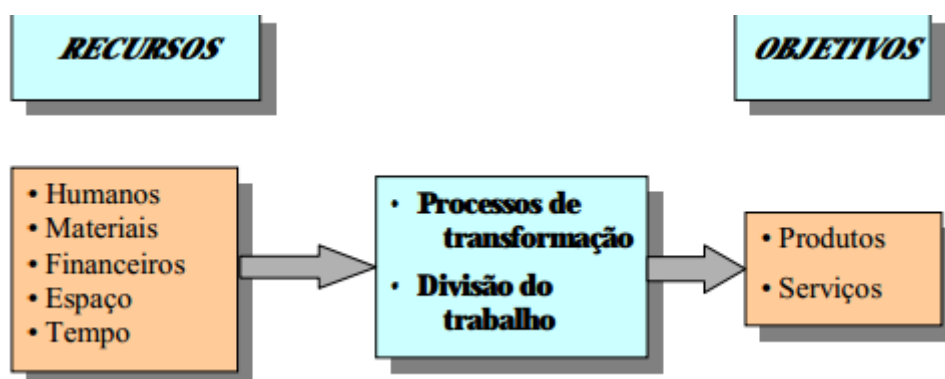 RECURSOS
OBJETIVOS
• Humanos
• Materiais
• Financeiros
• Espaço
• Tempo
• Processos de
transformação
• Divisão do
trabalho
• Produtos
• Serviços